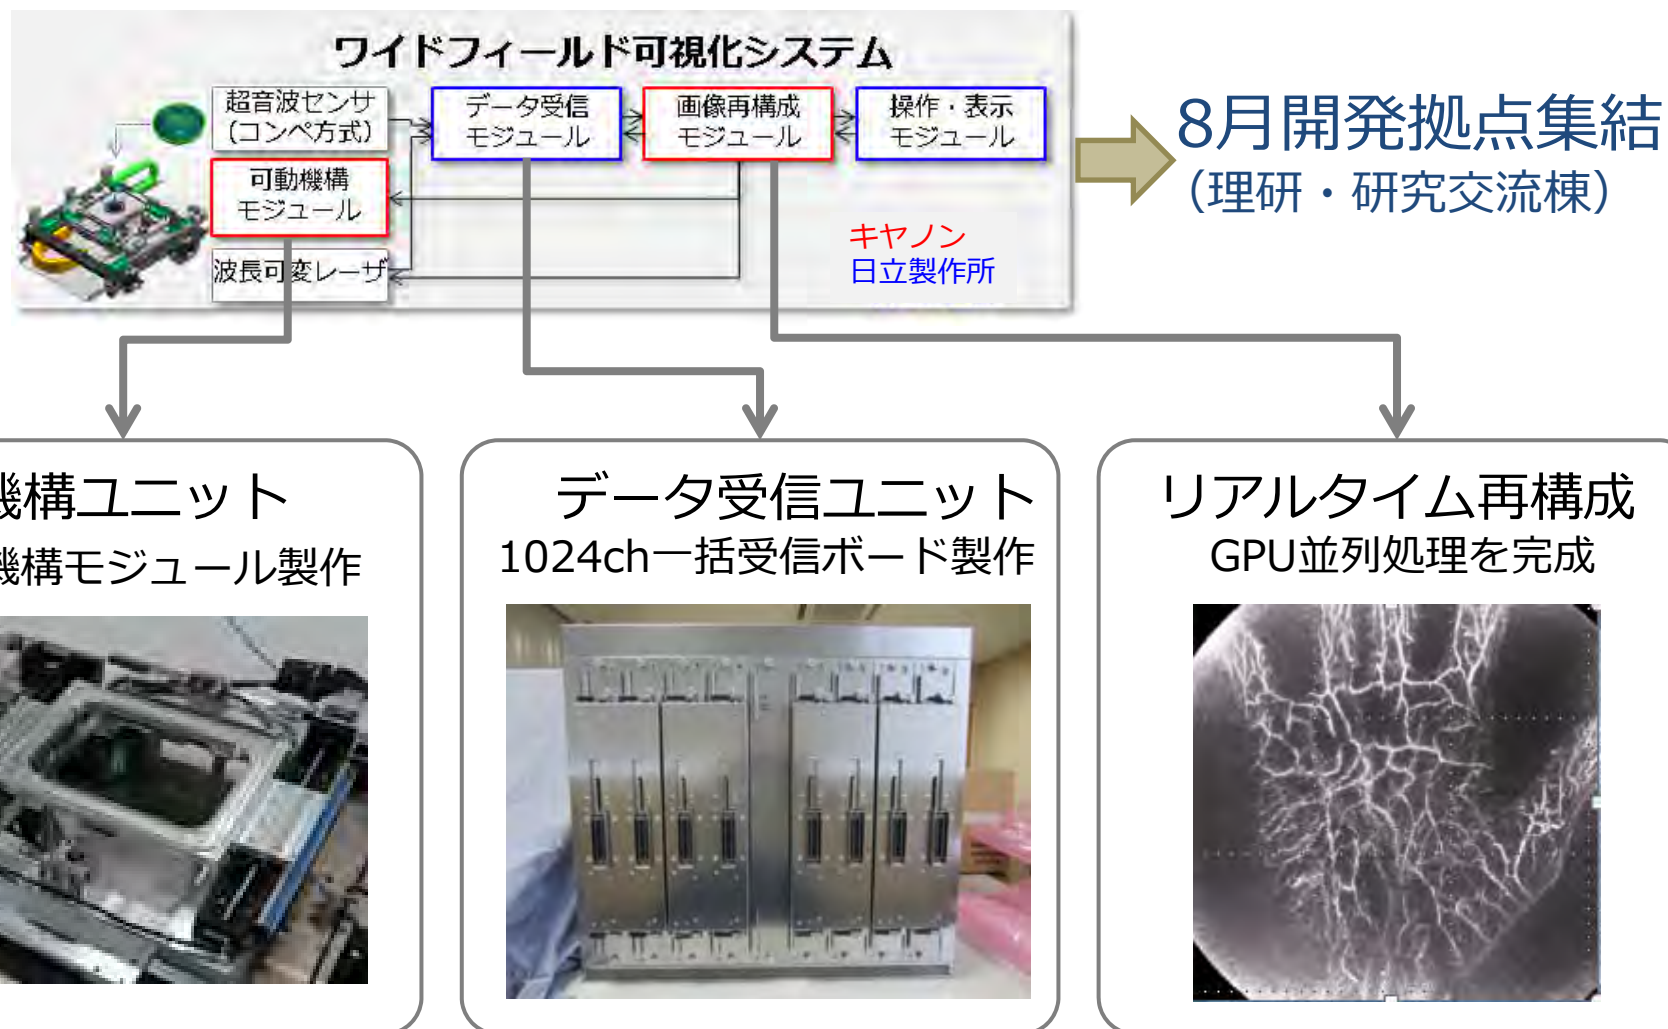 ワイドフィールド可視化システム
超音波センサ
(コンペ方式)
データ受信
モジュール
画像再構成
モジュール
操作・表示
モジュール
可動機構
モジュール
波長可変レーザ
キヤノン
日立製作所
8月開発拠点集結
（理研・研究交流棟）
機構ユニット
機構モジュール製作
データ受信ユニット
1024ch一括受信ボード製作
リアルタイム再構成
GPU並列処理を完成